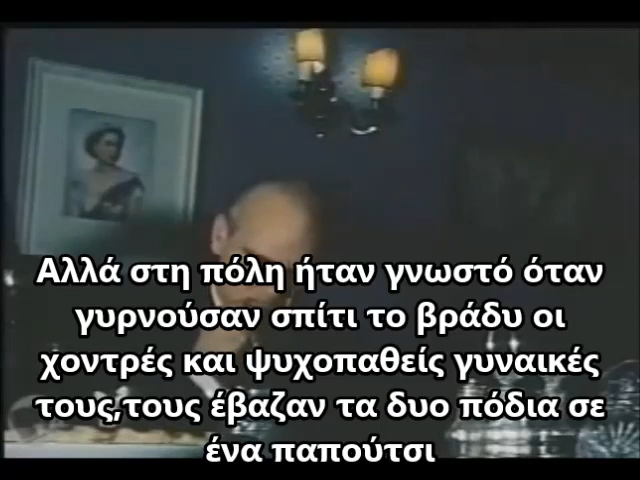 Αλλά στη πόλη ήταν γνωστό όταν
γυρνούσαν σπίτι το βράδυ οι
χοντρές και ψυχοπαθείς γυναικές
τους,τους έβαζαν τα δυο πόδια σε
ένα παπούτσι